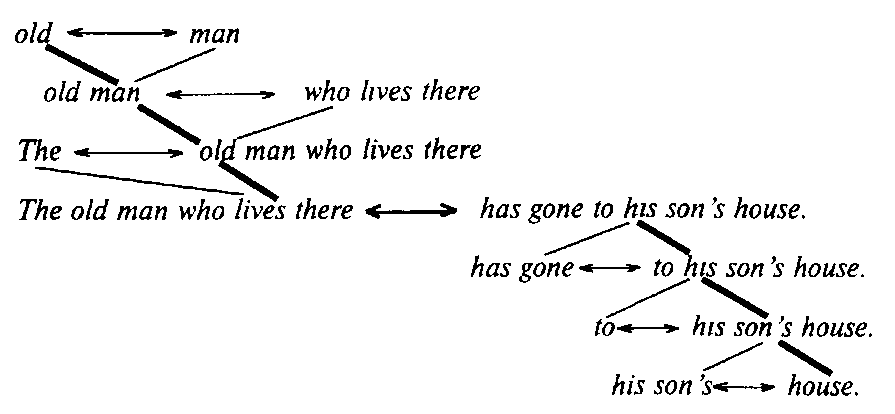 old man
old man who lives there
The old man who lives there
The old man who lives there has gone to his son's house.
has gone to his son's house.
to his son's house.
his son's house.